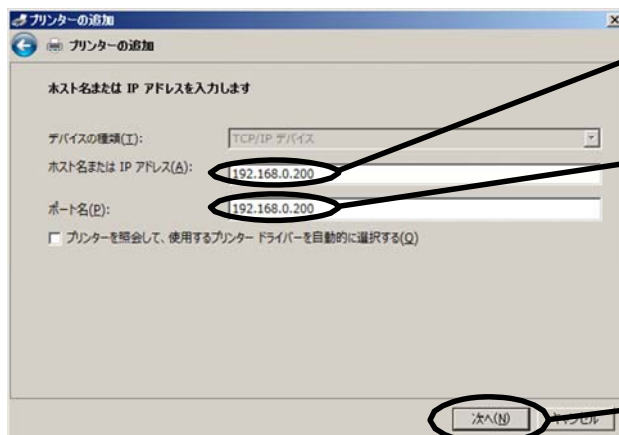 プリンターの追加
プリンターの追加
ホスト名または IP アドレスを入力します
デバイスの種類(T):
TCP/IP デバイス
ホスト名または IP アドレス(A):
192.168.0.200
ポート名(P):
192.168.0.200
プリンターを照会して、使用するプリンター ドライバーを自動的に選択する(Q)
次へ(N)
キャンセル